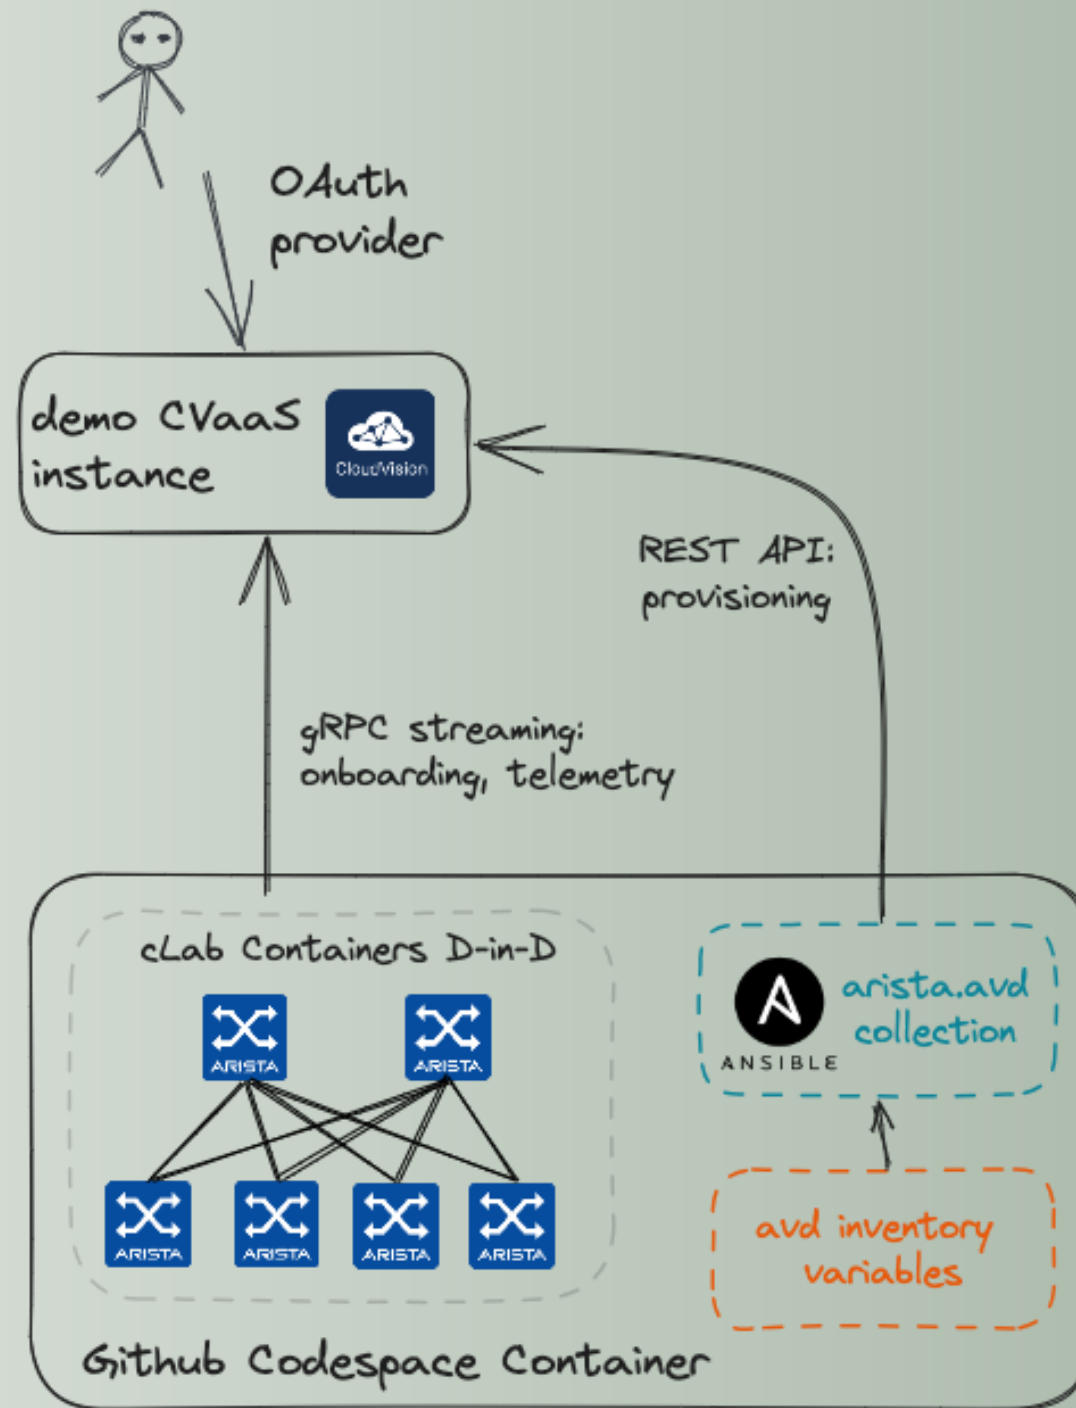 OAuth
provider
demo CVaaS
instance
CloudVision
REST API:
provisioning
gRPC streaming:
onboarding, telemetry
cLab Containers D-in-D
ARISTA
ARISTA
ARISTA
ARISTA
ARISTA
ARISTA
ANSIBLE
arista.avd
collection
avd inventory
variables
Github Codespace Container